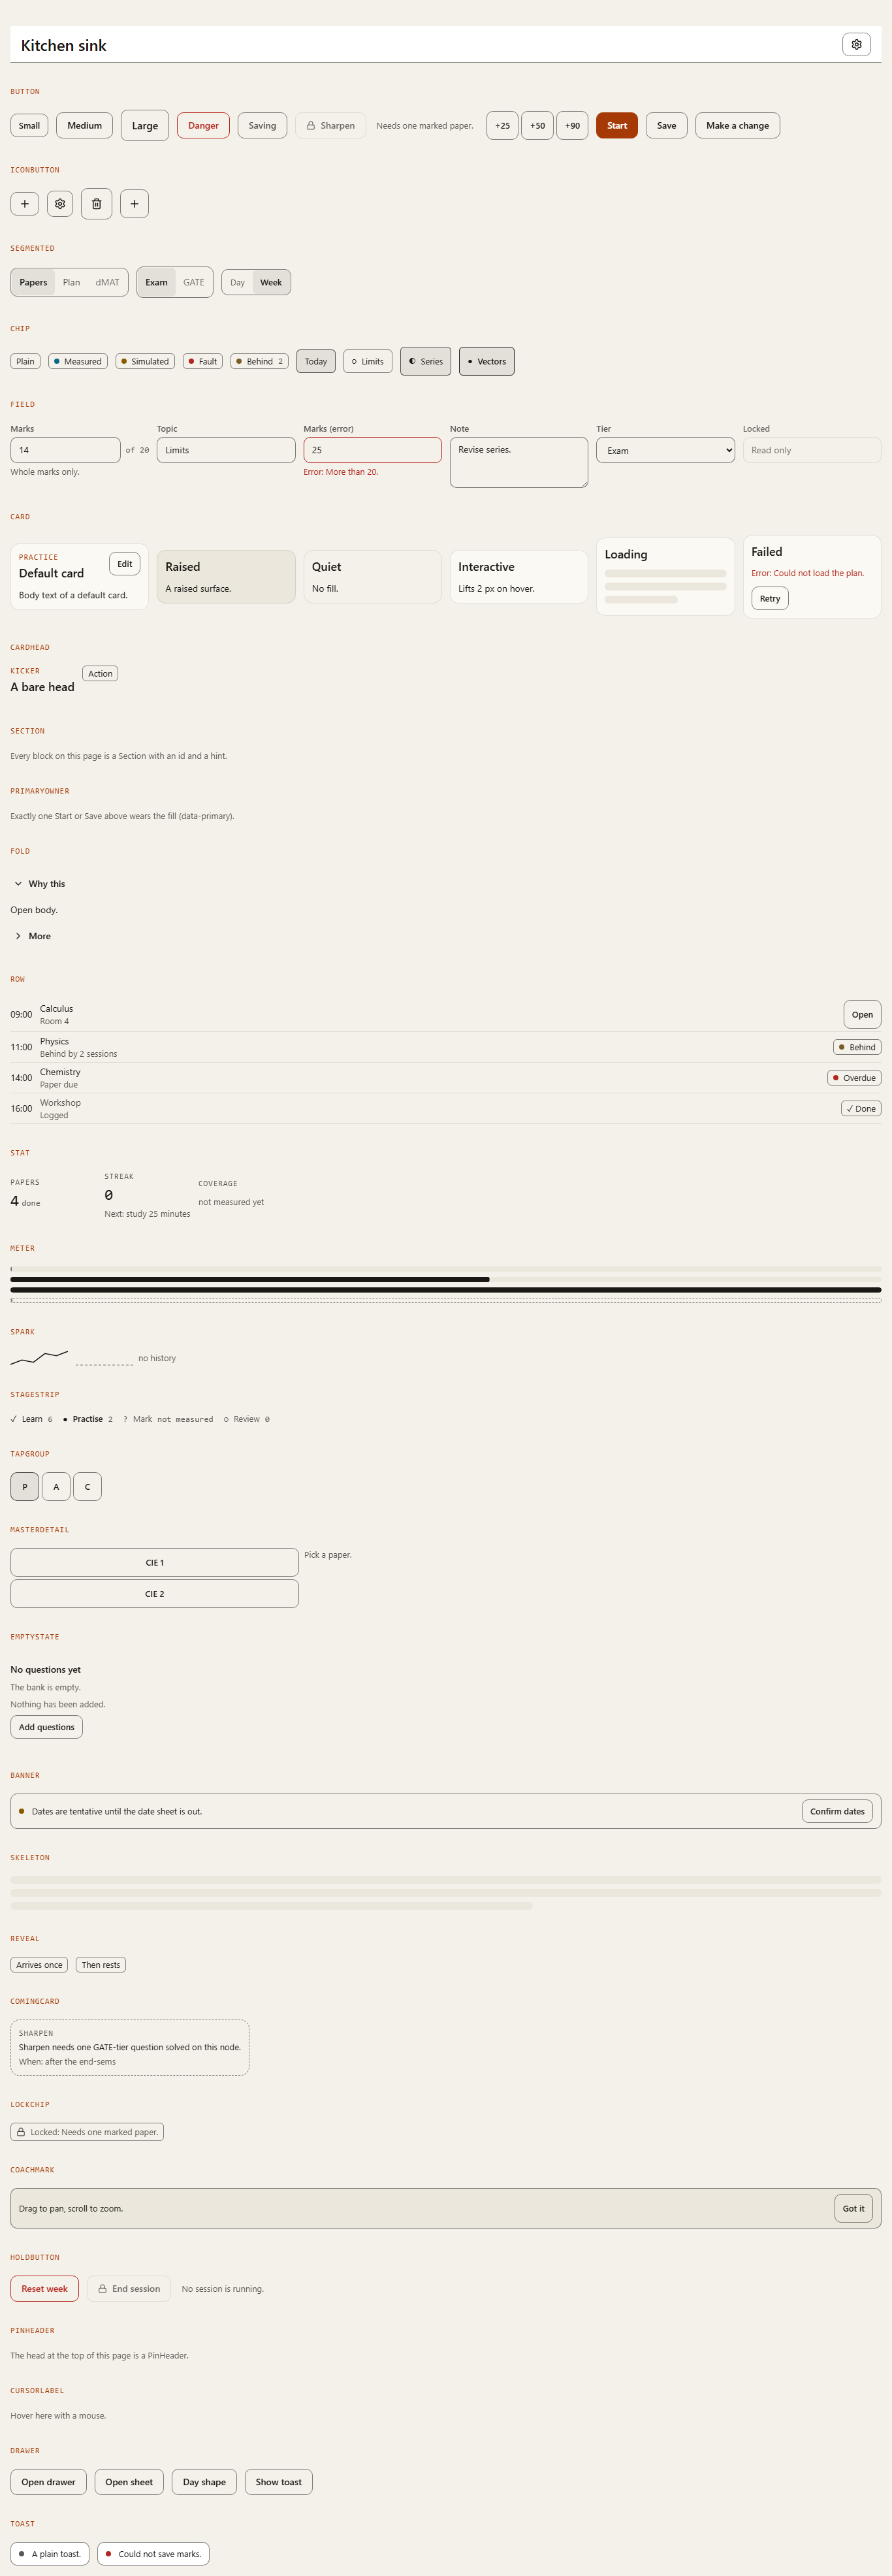 Kitchen sink
BUTTON
Small Medium Large Danger Saving Sharpen Needs one marked paper. +25 +50 +90 Start Save Make a change
ICONBUTTON
SEGMENTED
Papers Plan dMAT Exam GATE Day Week
CHIP
Plain Measured Simulated Fault Behind 2 Today Limits Series Vectors
FIELD
Marks Topic Marks (error) Note Tier Locked
14 of 20 Limits 25 Revise series. Exam Read only
Whole marks only. Error: More than 20.
CARD
PRACTICE
Default card Edit
Body text of a default card.
Raised
A raised surface.
Quiet
No fill.
Interactive
Lifts 2 px on hover.
Loading
Failed
Error: Could not load the plan.
Retry
CARDHEAD
KICKER Action
A bare head
SECTION
Every block on this page is a Section with an id and a hint.
PRIMARYOWNER
Exactly one Start or Save above wears the fill (data-primary).
FOLD
Why this
Open body.
More
ROW
09:00 Calculus Open
Room 4
11:00 Physics Behind
Behind by 2 sessions
14:00 Chemistry Overdue
Paper due
16:00 Workshop ✓ Done
Logged
STAT
PAPERS
4 done
STREAK
0
Next: study 25 minutes
COVERAGE
not measured yet
METER
SPARK
no history
STAGESTRIP
✓ Learn 6 ● Practise 2 ? Mark not measured ○ Review 0
TAPGROUP
P A C
MASTERDETAIL
CIE 1 Pick a paper.
CIE 2
EMPTYSTATE
No questions yet
The bank is empty.
Nothing has been added.
Add questions
BANNER
Dates are tentative until the date sheet is out. Confirm dates
SKELETON
REVEAL
Arrives once Then rests
COMINGCARD
SHARPEN
Sharpen needs one GATE-tier question solved on this node.
When: after the end-sems
LOCKCHIP
Locked: Needs one marked paper.
COACHMARK
Drag to pan, scroll to zoom. Got it
HOLDBUTTON
Reset week End session No session is running.
PINHEADER
The head at the top of this page is a PinHeader.
CURSORLABEL
Hover here with a mouse.
DRAWER
Open drawer Open sheet Day shape Show toast
TOAST
A plain toast. Could not save marks.